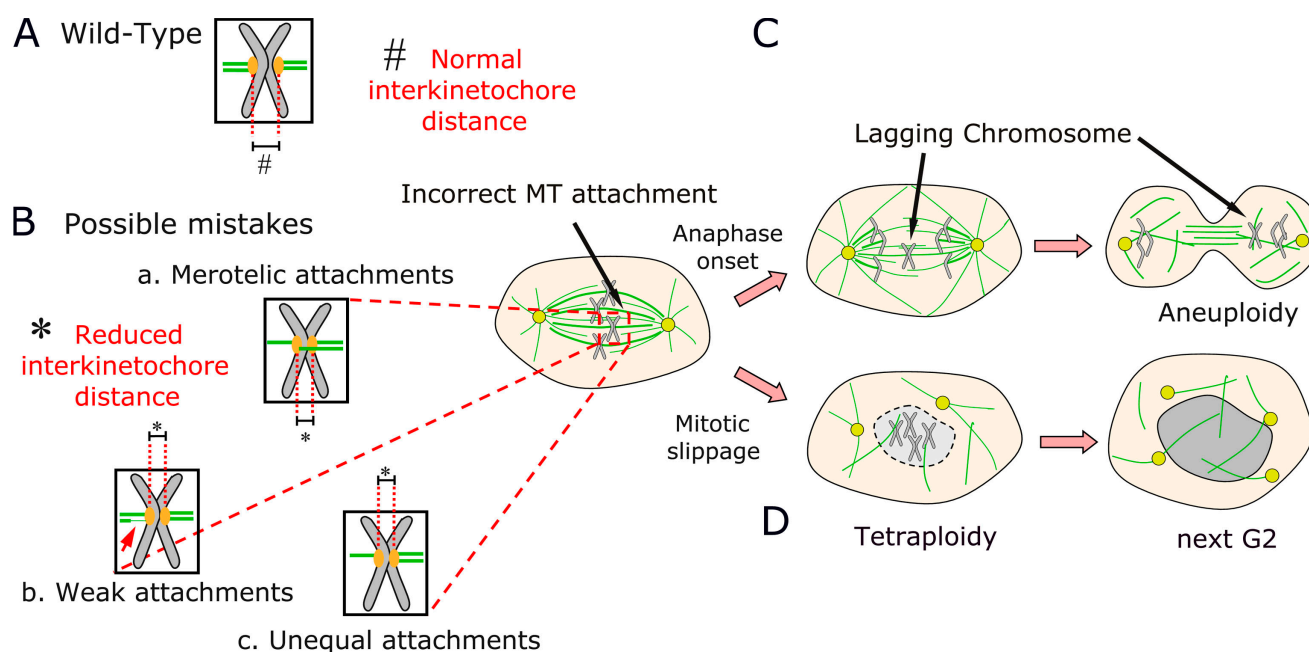 A Wild-Type
#
Normal
interkinetochore
distance
#
B Possible mistakes
a. Merotelic attachments
*
Reduced
interkinetochore
distance
*
*
b. Weak attachments
*
c. Unequal attachments
Incorrect MT attachment
C
Lagging Chromosome
Anaphase
onset
Aneuploidy
Mitotic
slippage
D
Tetraploidy
next G2